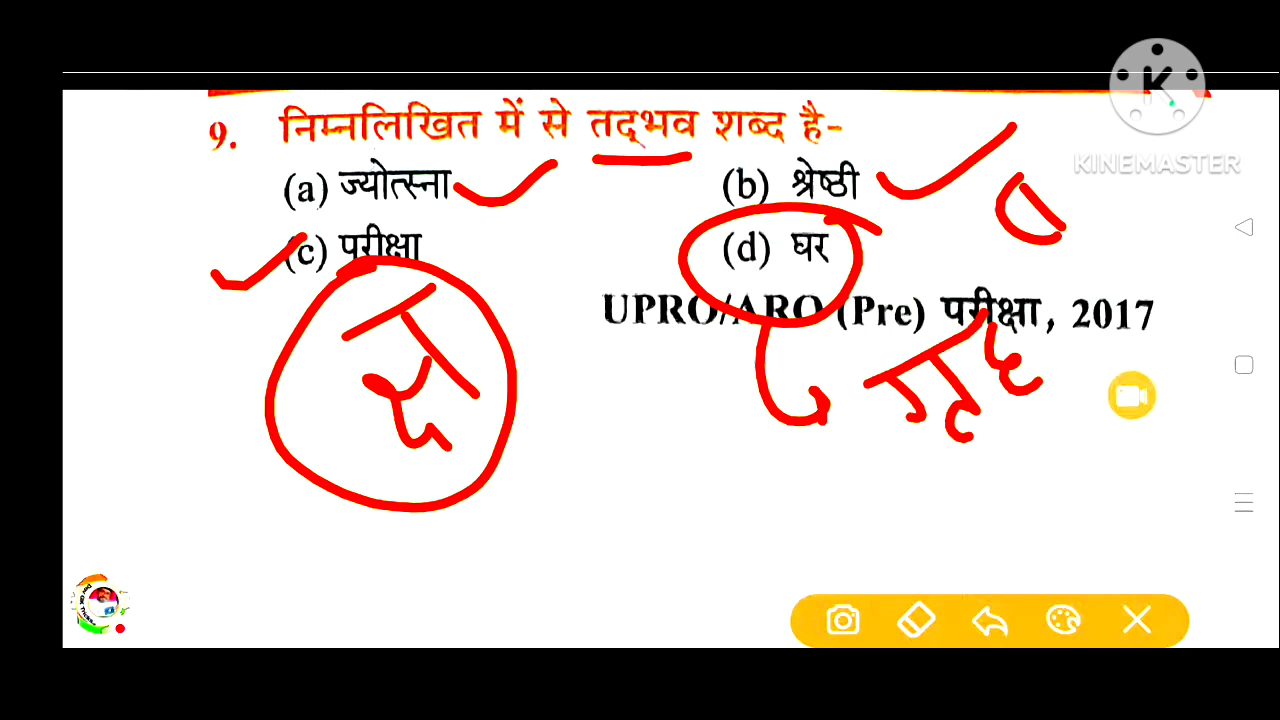 KINEMASTER
9. निम्नलिखित में से तद्भव शब्द है-
(a) ज्योत्स्ना (b) श्रेष्ठी
(c) परीक्षा (d) घर
UPRO/ARO (Pre) परीक्षा, 2017
गृह